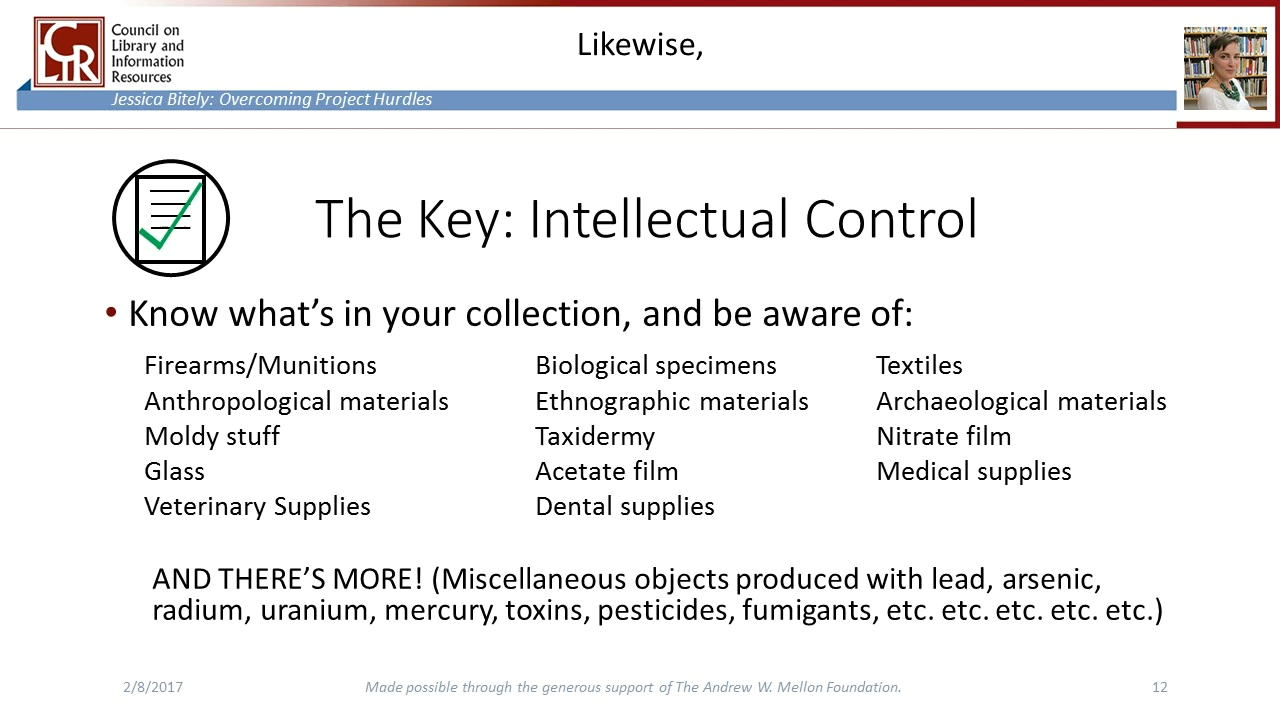 Likewise,
CLIR
Council on
Library and
Information
Resources
Jessica Bitely: Overcoming Project Hurdles
The Key: Intellectual Control
• Know what’s in your collection, and be aware of:
Firearms/Munitions Biological specimens Textiles
Anthropological materials Ethnographic materials Archaeological materials
Moldy stuff Taxidermy Nitrate film
Glass Acetate film Medical supplies
Veterinary Supplies Dental supplies
AND THERE’S MORE! (Miscellaneous objects produced with lead, arsenic,
radium, uranium, mercury, toxins, pesticides, fumigants, etc. etc. etc. etc. etc.)
2/8/2017 Made possible through the generous support of The Andrew W. Mellon Foundation. 12